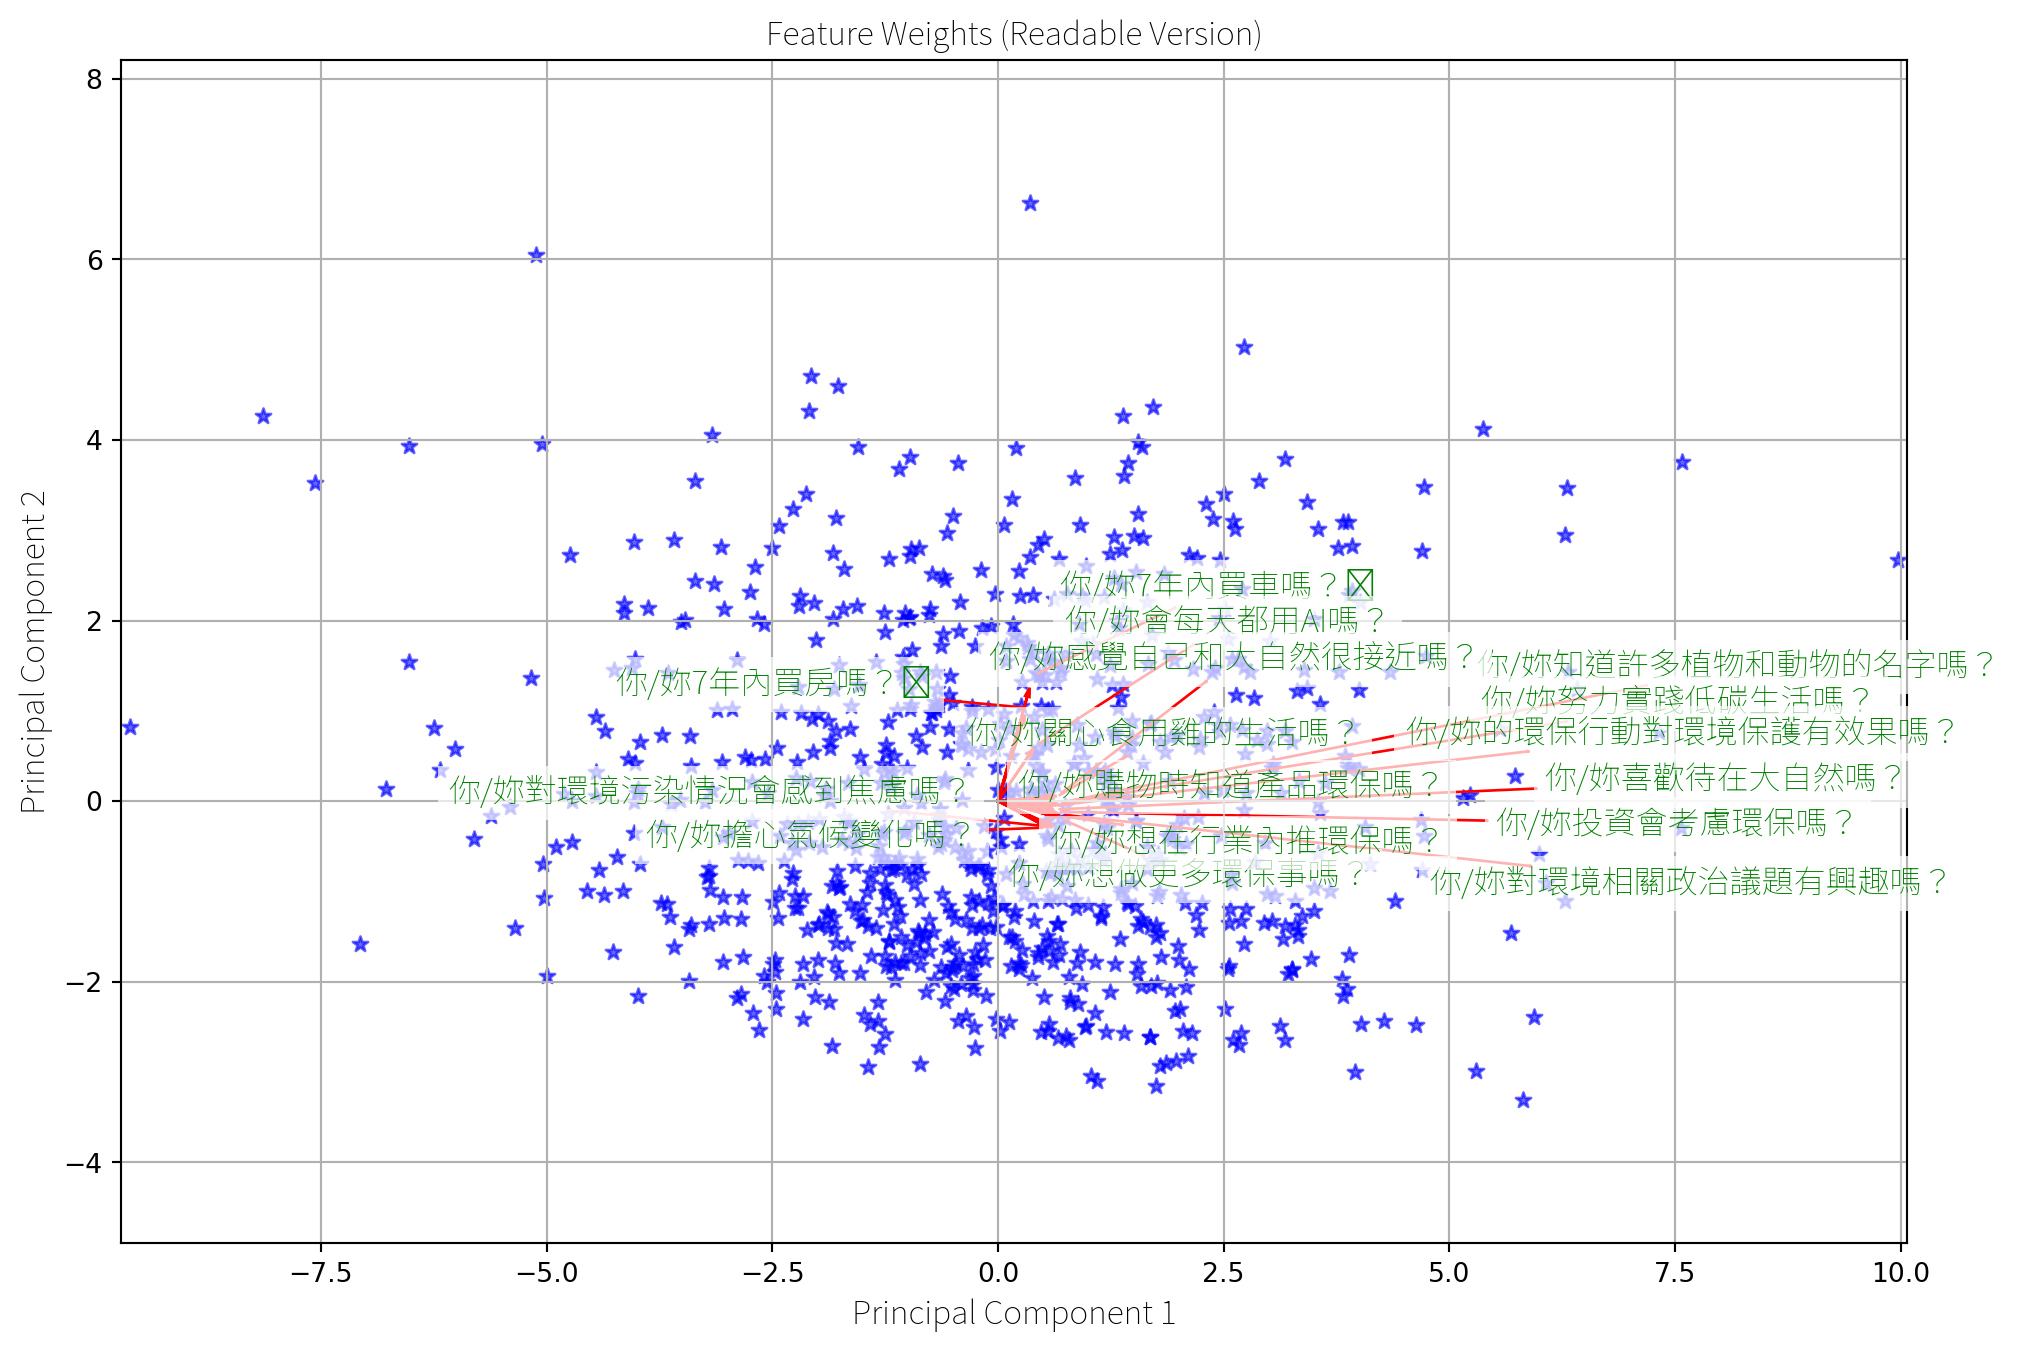 Feature Weights (Readable Version)
8
6
4
2
0
−2
−4
Principal Component 2
你/妳7年內買車嗎？
你/妳會每天都用AI嗎？
你/妳感覺自己和大自然很接近嗎？
你/妳知道許多植物和動物的名字嗎？
你/妳7年內買房嗎？
你/妳努力實踐低碳生活嗎？
你/妳關心食用雞的生活嗎？
你/妳的環保行動對環境保護有效果嗎？
你/妳對環境污染情況會感到焦慮嗎？
你/妳購物時知道產品環保嗎？
你/妳喜歡待在大自然嗎？
你/妳擔心氣候變化嗎？
你/妳想在行業內推環保嗎？
你/妳投資會考慮環保嗎？
你/妳想做更多環保事嗎？
你/妳對環境相關政治議題有興趣嗎？
−7.5
−5.0
−2.5
0.0
2.5
5.0
7.5
10.0
Principal Component 1